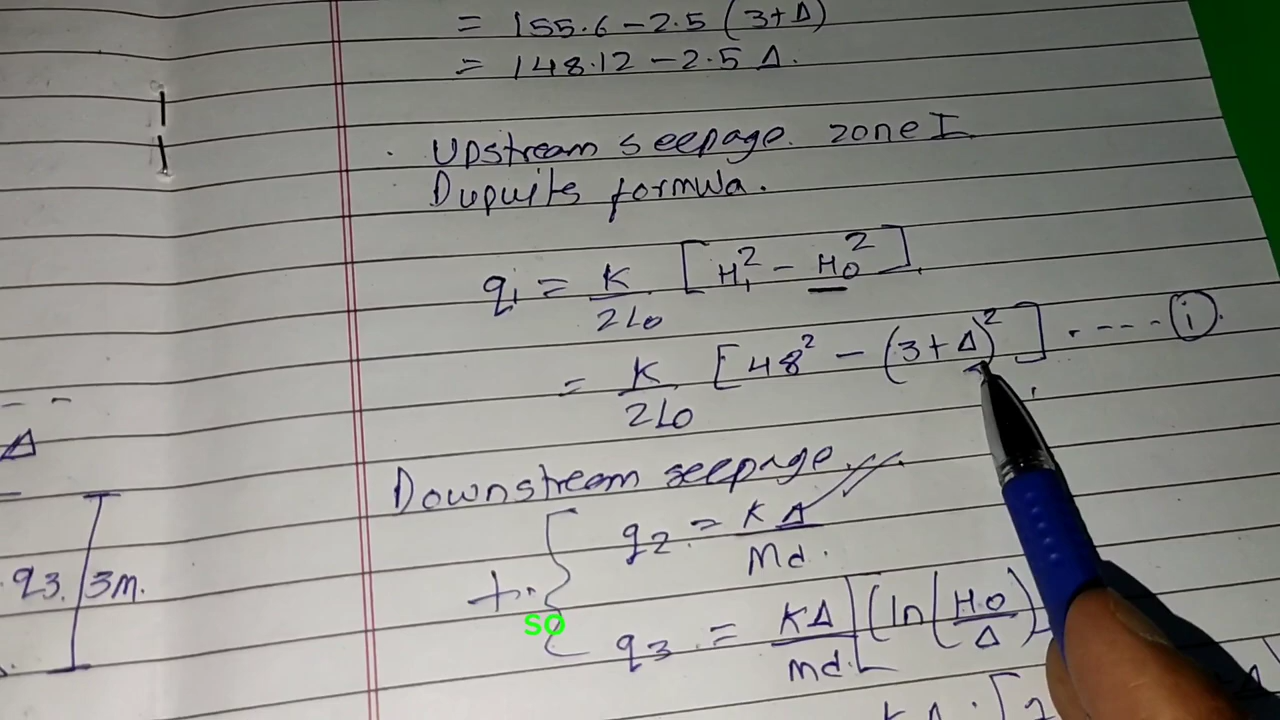 = 155.6 - 2.5 (3+Δ)
= 148.12 - 2.5 Δ.
Upstream seepage. zone I
Dupuits formula.
q1 = K/2L0 [H1² - H0²]
= K/2L0 [48² - (3+Δ)²] . - - - - (i)
Δ
Downstream seepage.
q2 = KΔ/Md.
q3. 3m.
so
q3 = KΔ/md. (ln (H0/Δ)